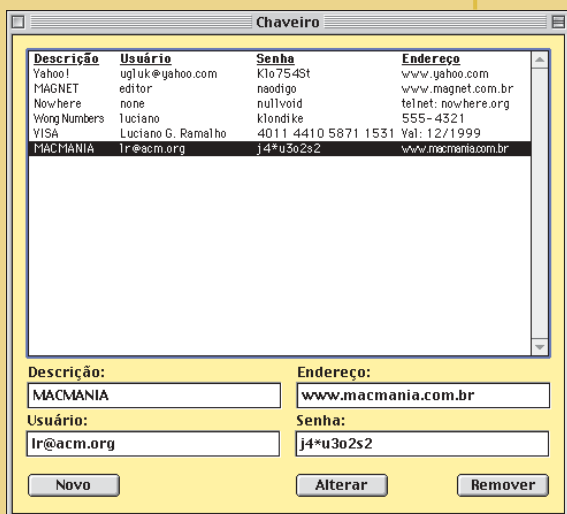 Chaveiro
Descrição Usuário Senha Endereço
Yahoo! ugluk@yahoo.com Klo754St www.yahoo.com
MAGNET editor naodigo www.magnet.com.br
Nowhere none nullvoid telnet: nowhere.org
Wong Numbers luciano klondike 555-4321
VISA Luciano G. Ramalho 4011 4410 5871 1531 Val: 12/1999
MACMANIA lr@acm.org j4*u3o2s2 www.macmania.com.br
Descrição: Endereço:
MACMANIA www.macmania.com.br
Usuário: Senha:
lr@acm.org j4*u3o2s2
Novo Alterar Remover